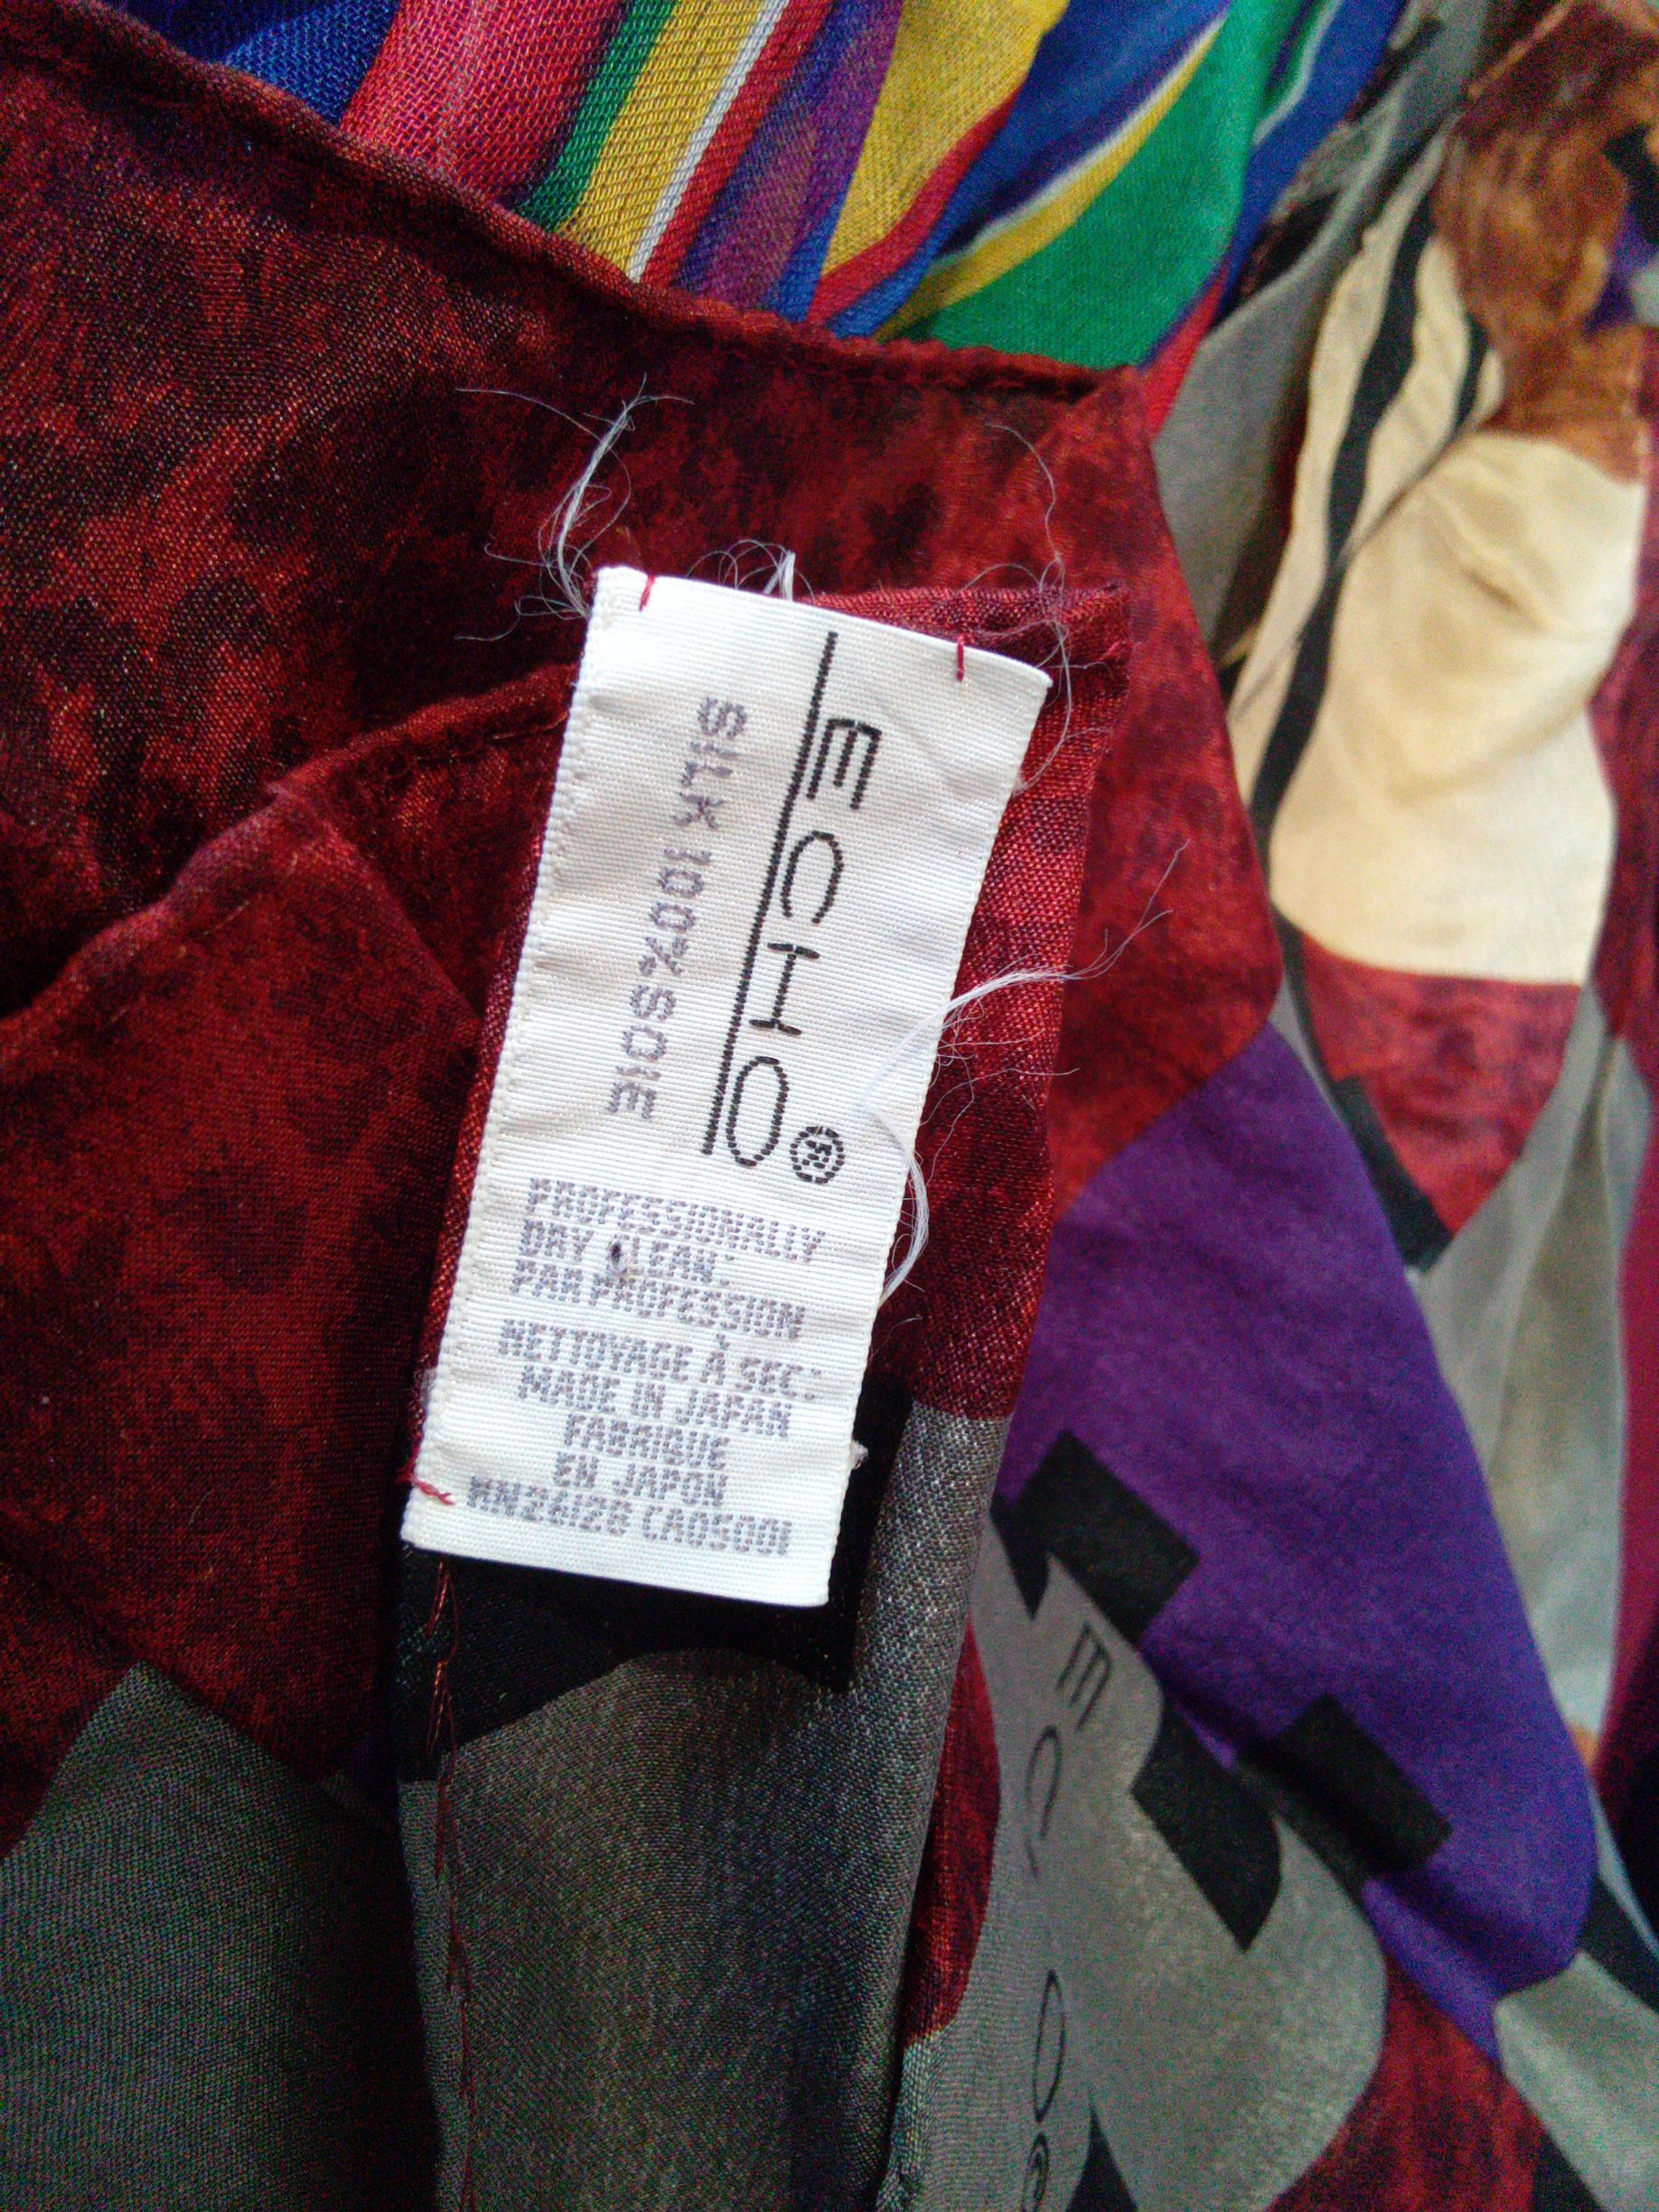 ECHO®
SILK 100% SOIE
PROFESSIONALLY
DRY CLEAN.
PAR PROFESSION
NETTOYAGE À SEC:
MADE IN JAPAN
FABRIQUE
EN JAPON
RN26128 CA05001
ECHO®